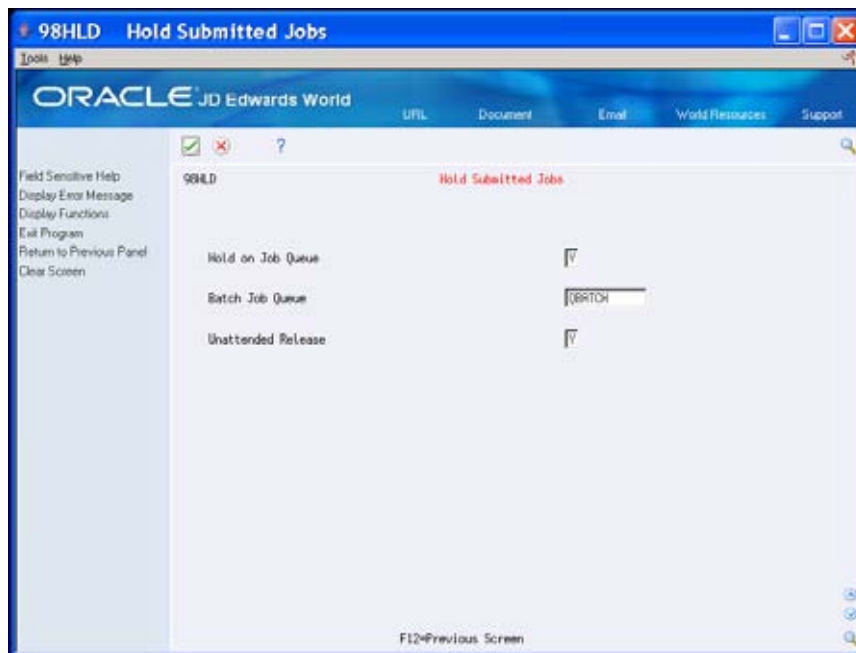 98HLD Hold Submitted Jobs
Tools Help
ORACLE JD Edwards World
URL Document Email World Resources Support
?
Field Sensitive Help
Display Error Message
Display Functions
Exit Program
Return to Previous Panel
Clear Screen
98HLD Hold Submitted Jobs
Hold on Job Queue Y
Batch Job Queue QBATCH
Unattended Release Y
F12=Previous Screen